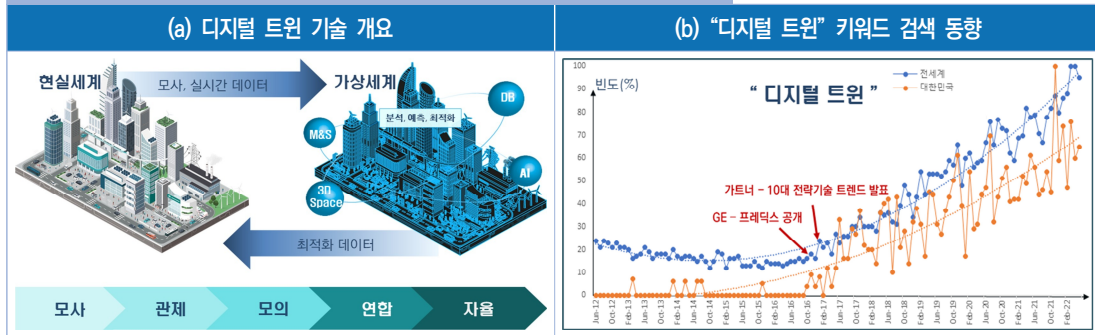 (a) 디지털 트윈 기술 개요
현실세계
모사, 실시간 데이터
가상세계
DB
분석, 예측, 최적화
M&S
AI
3D
Space
최적화 데이터
모사
관제
모의
연합
자율
(b) “디지털 트윈” 키워드 검색 동향
빈도(%)
“ 디지털 트윈 ”
전세계
대한민국
가트너 – 10대 전략기술 트렌드 발표
GE – 프레딕스 공개
100
90
80
70
60
50
40
30
20
10
0
Jun-12
Oct-12
Feb-13
Jun-13
Oct-13
Feb-14
Jun-14
Oct-14
Feb-15
Jun-15
Oct-15
Feb-16
Jun-16
Oct-16
Feb-17
Jun-17
Oct-17
Feb-18
Jun-18
Oct-18
Feb-19
Jun-19
Oct-19
Feb-20
Jun-20
Oct-20
Feb-21
Jun-21
Oct-21
Feb-22